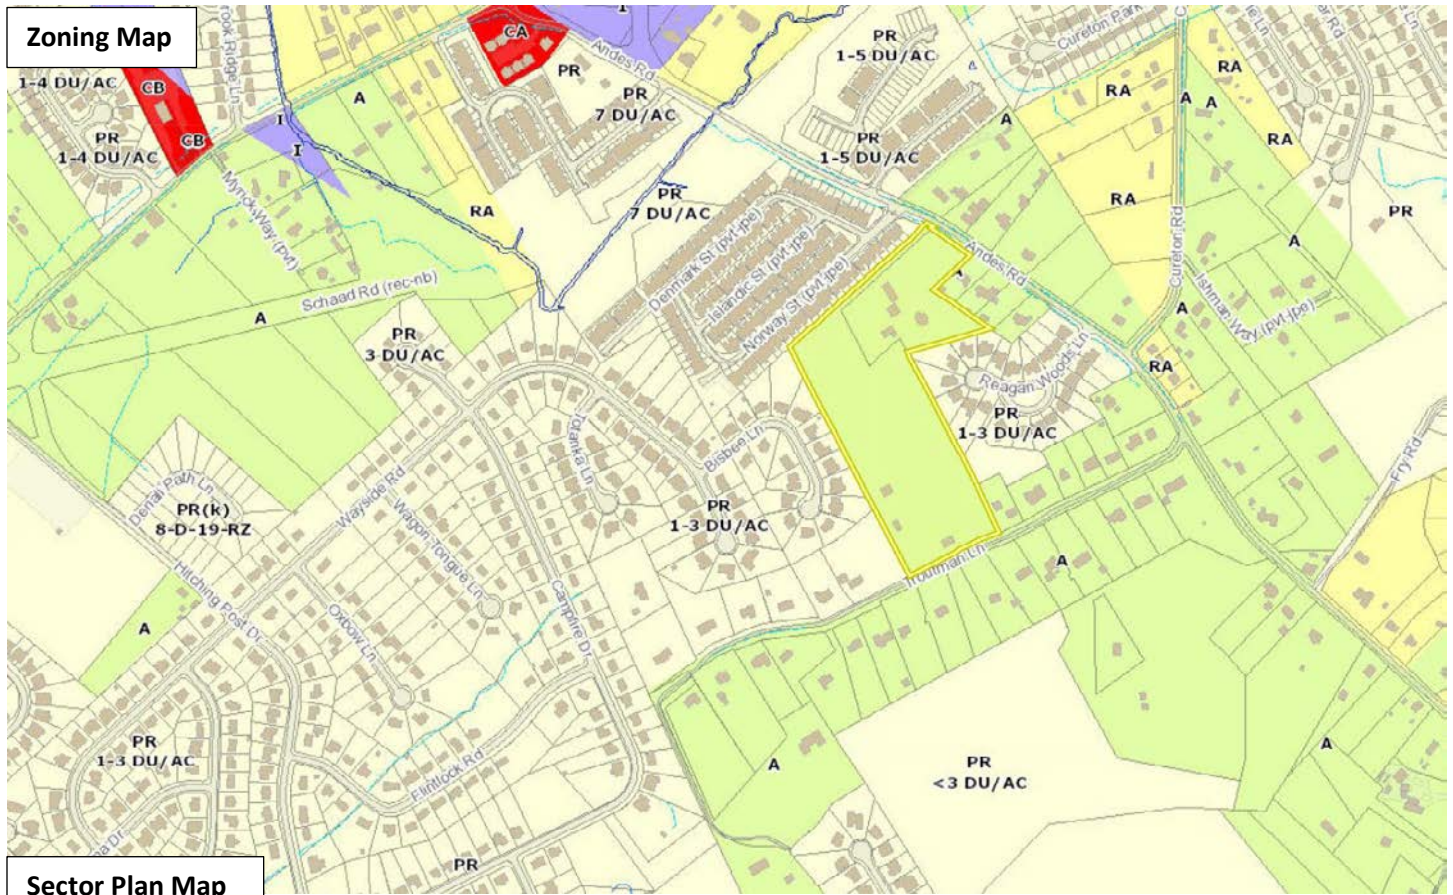 Zoning Map
CA
Andes Rd
PR
1-5 DU/AC
Cureton Park
1-4 DU/AC
CB
PR
A
I
PR
7 DU/AC
RA
RA
A
A
A
I
PR
1-4 DU/AC
CB
I
PR
1-5 DU/AC
RA
Myrick Way (pvt)
RA
PR
7 DU/AC
RA
PR
Denmark St (pvt-jpe)
Islandic St (pvt-jpe)
Norway St (pvt-jpe)
Andes Rd
Cureton Rd
A
Ishman Way (pvt-jpe)
Schaad Rd (rec-nb)
A
A
PR
3 DU/AC
RA
Reagan Woods Ln
PR
1-3 DU/AC
Totanka Ln
Bisbee Ln
Fry Rd
Denali Path Ln
PR(k)
8-D-19-RZ
Wayside Rd
Wagon Tongue Ln
PR
1-3 DU/AC
Troutman Ln
A
Hitching Post Dr
Oxbow Ln
Campfire Dr
A
PR
1-3 DU/AC
Flintlock Rd
A
PR
<3 DU/AC
A
PR
Sector Plan Map